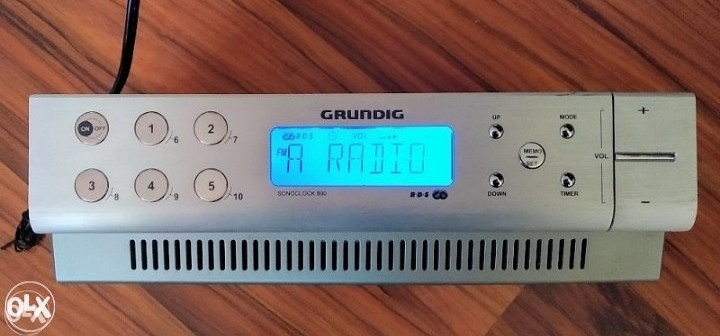 GRUNDIG
ON OFF
1 /6
2 /7
3 /8
4 /9
5 /10
RDS VOL
FM A RADIO
SONOCLOCK 890
R·D·S
UP
MODE
MEMO
SET
DOWN
TIMER
+
VOL
-
OLX